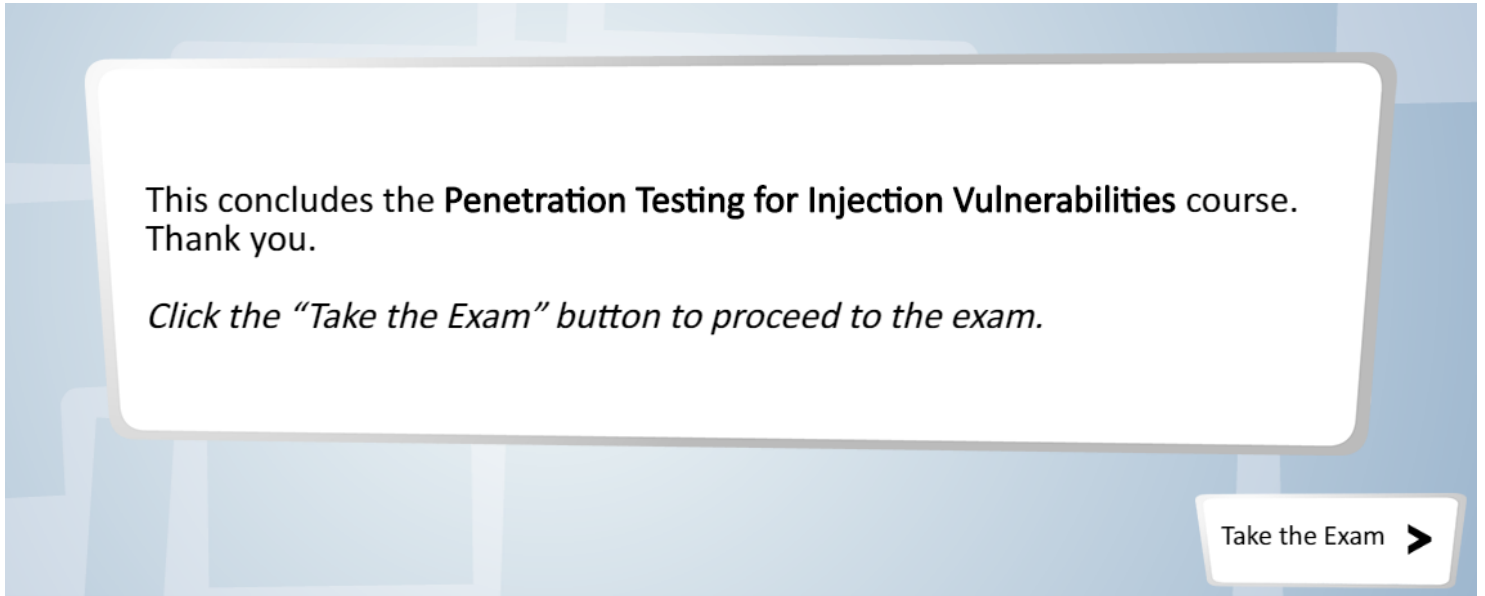 This concludes the Penetration Testing for Injection Vulnerabilities course.
Thank you.
Click the “Take the Exam” button to proceed to the exam.
Take the Exam >